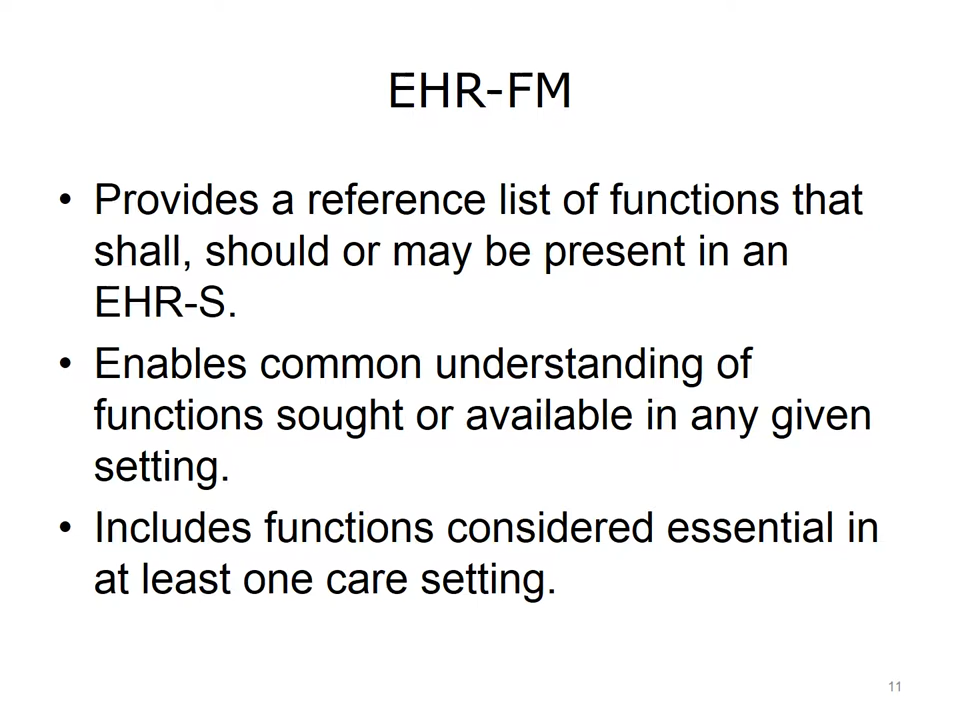 EHR-FM
• Provides a reference list of functions that
shall, should or may be present in an
EHR-S.
• Enables common understanding of
functions sought or available in any given
setting.
• Includes functions considered essential in
at least one care setting.
11